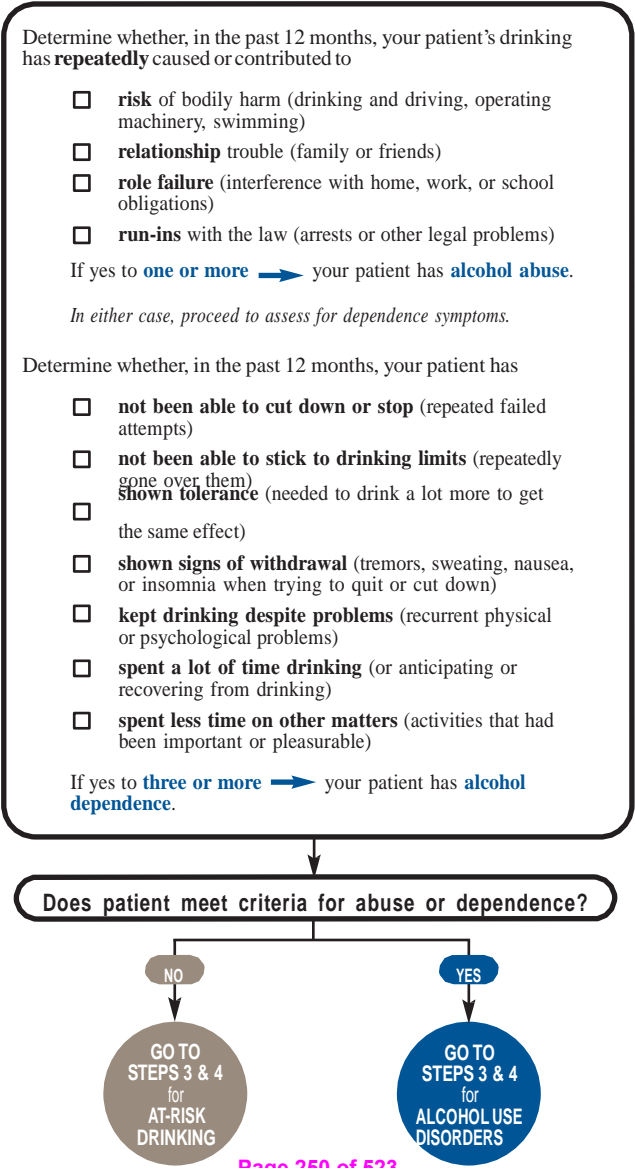 Determine whether, in the past 12 months, your patient’s drinking
has repeatedly caused or contributed to
risk of bodily harm (drinking and driving, operating
machinery, swimming)
relationship trouble (family or friends)
role failure (interference with home, work, or school
obligations)
run-ins with the law (arrests or other legal problems)
If yes to one or more your patient has alcohol abuse.
In either case, proceed to assess for dependence symptoms.
Determine whether, in the past 12 months, your patient has
not been able to cut down or stop (repeated failed
attempts)
not been able to stick to drinking limits (repeatedly
gone over them)
shown tolerance (needed to drink a lot more to get
the same effect)
shown signs of withdrawal (tremors, sweating, nausea,
or insomnia when trying to quit or cut down)
kept drinking despite problems (recurrent physical
or psychological problems)
spent a lot of time drinking (or anticipating or
recovering from drinking)
spent less time on other matters (activities that had
been important or pleasurable)
If yes to three or more your patient has alcohol
dependence.
Does patient meet criteria for abuse or dependence?
NO
YES
GO TO
STEPS 3 & 4
for
AT-RISK
DRINKING
GO TO
STEPS 3 & 4
for
ALCOHOL USE
DISORDERS
Page 250 of 523